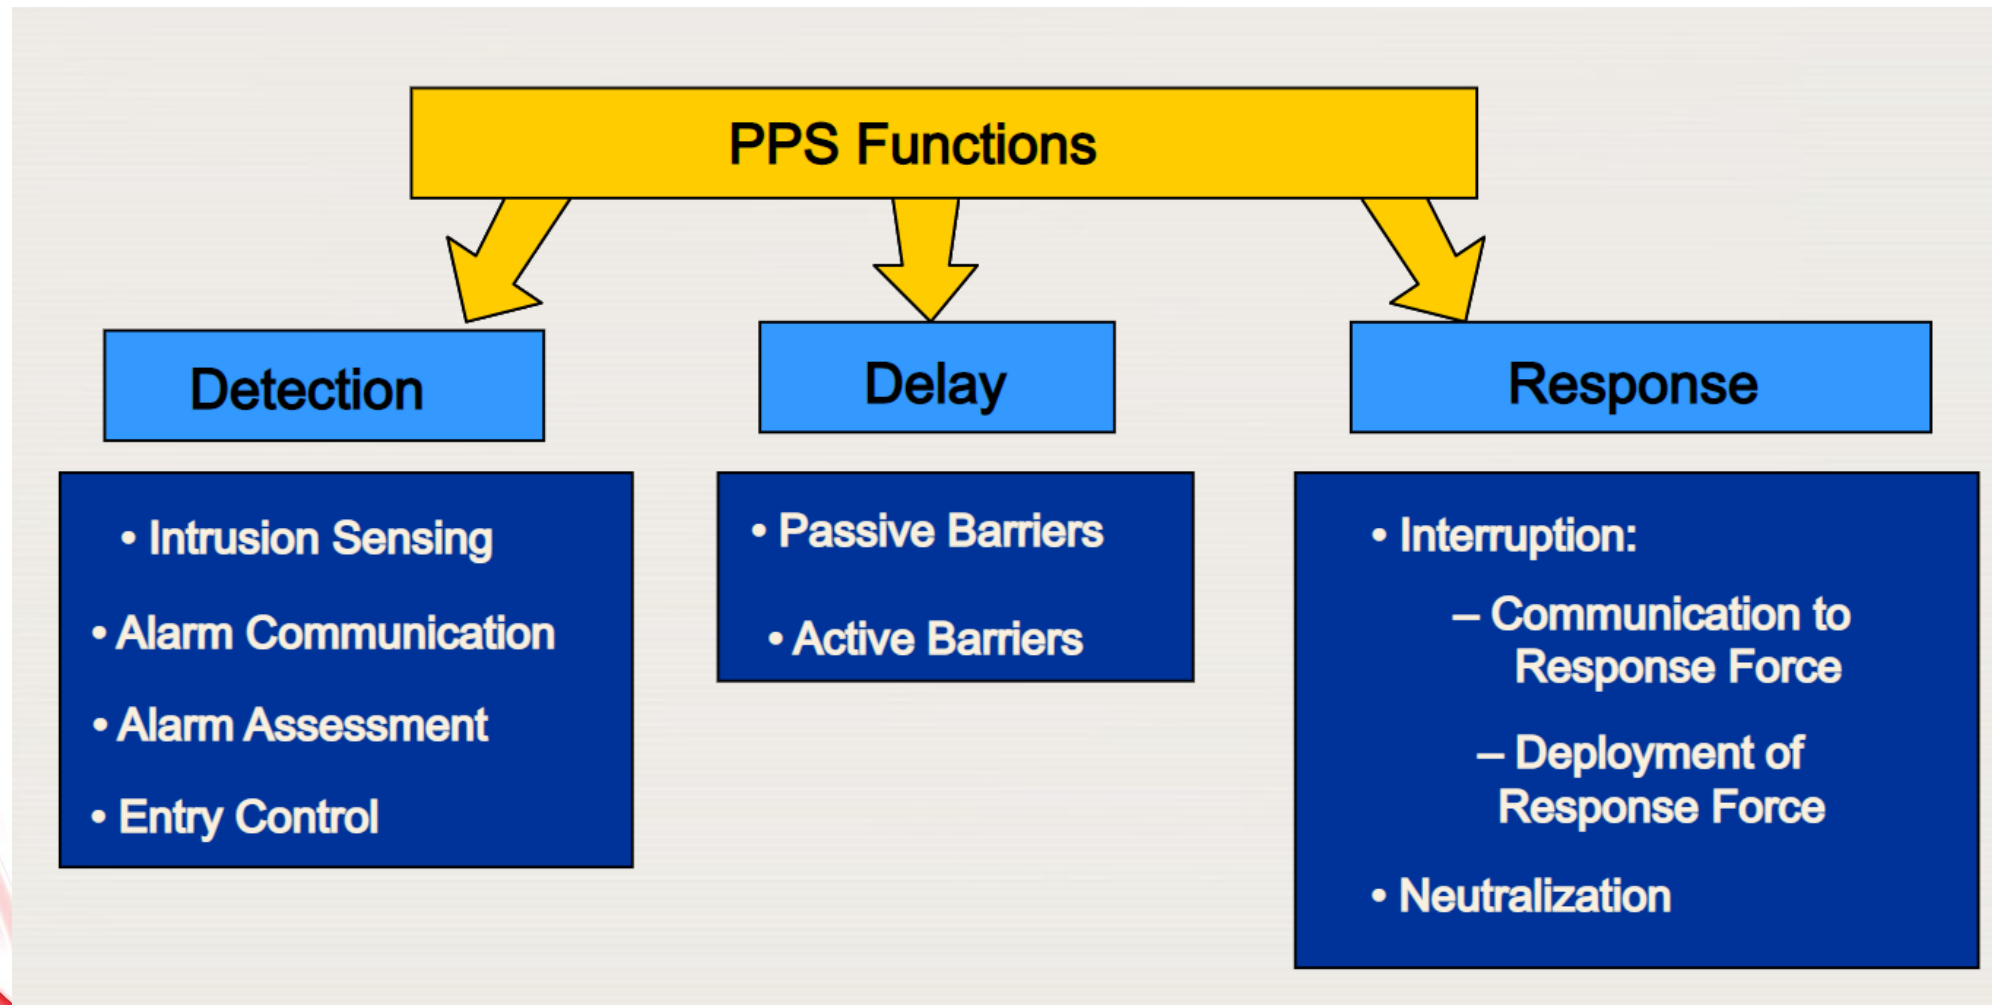 PPS Functions
Detection
• Intrusion Sensing
• Alarm Communication
• Alarm Assessment
• Entry Control
Delay
• Passive Barriers
• Active Barriers
Response
• Interruption:
– Communication to
Response Force
– Deployment of
Response Force
• Neutralization